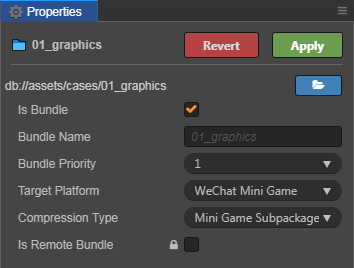 Properties
01_graphics Revert Apply
db://assets/cases/01_graphics
Is Bundle
Bundle Name 01_graphics
Bundle Priority 1
Target Platform WeChat Mini Game
Compression Type Mini Game Subpackage
Is Remote Bundle